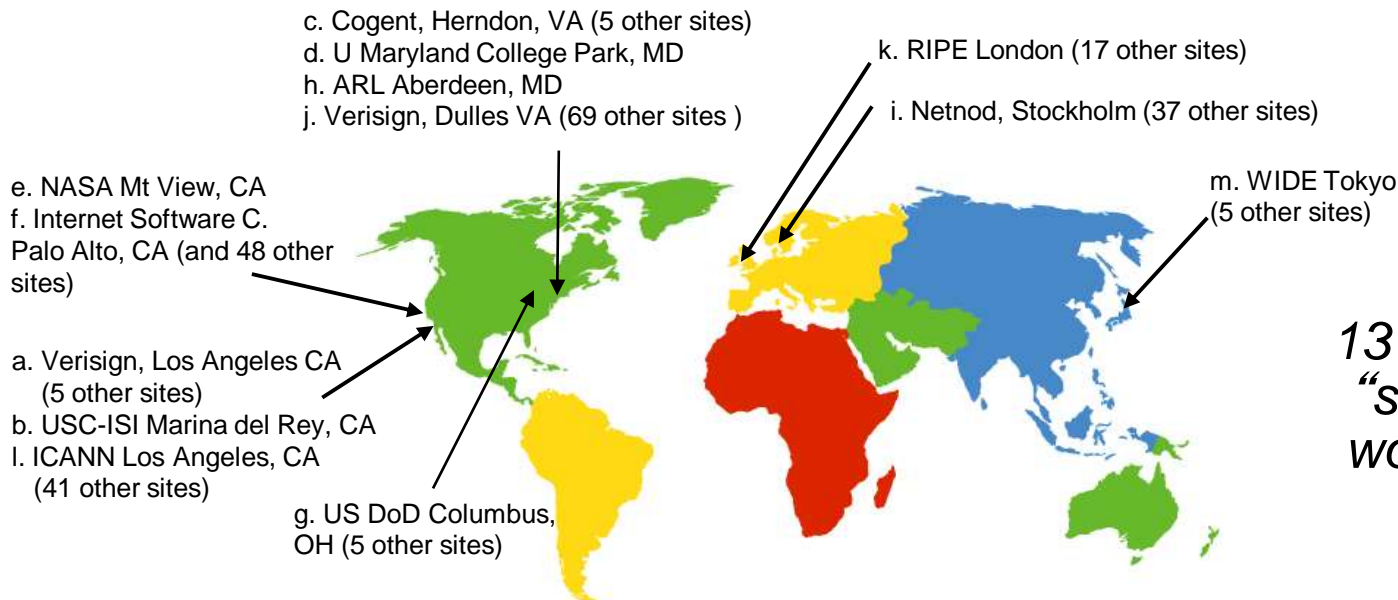 c. Cogent, Herndon, VA (5 other sites)
d. U Maryland College Park, MD
h. ARL Aberdeen, MD
j. Verisign, Dulles VA (69 other sites )
k. RIPE London (17 other sites)
i. Netnod, Stockholm (37 other sites)
m. WIDE Tokyo
(5 other sites)
e. NASA Mt View, CA
f. Internet Software C.
Palo Alto, CA (and 48 other
sites)
a. Verisign, Los Angeles CA
(5 other sites)
b. USC-ISI Marina del Rey, CA
l. ICANN Los Angeles, CA
(41 other sites)
g. US DoD Columbus,
OH (5 other sites)
13